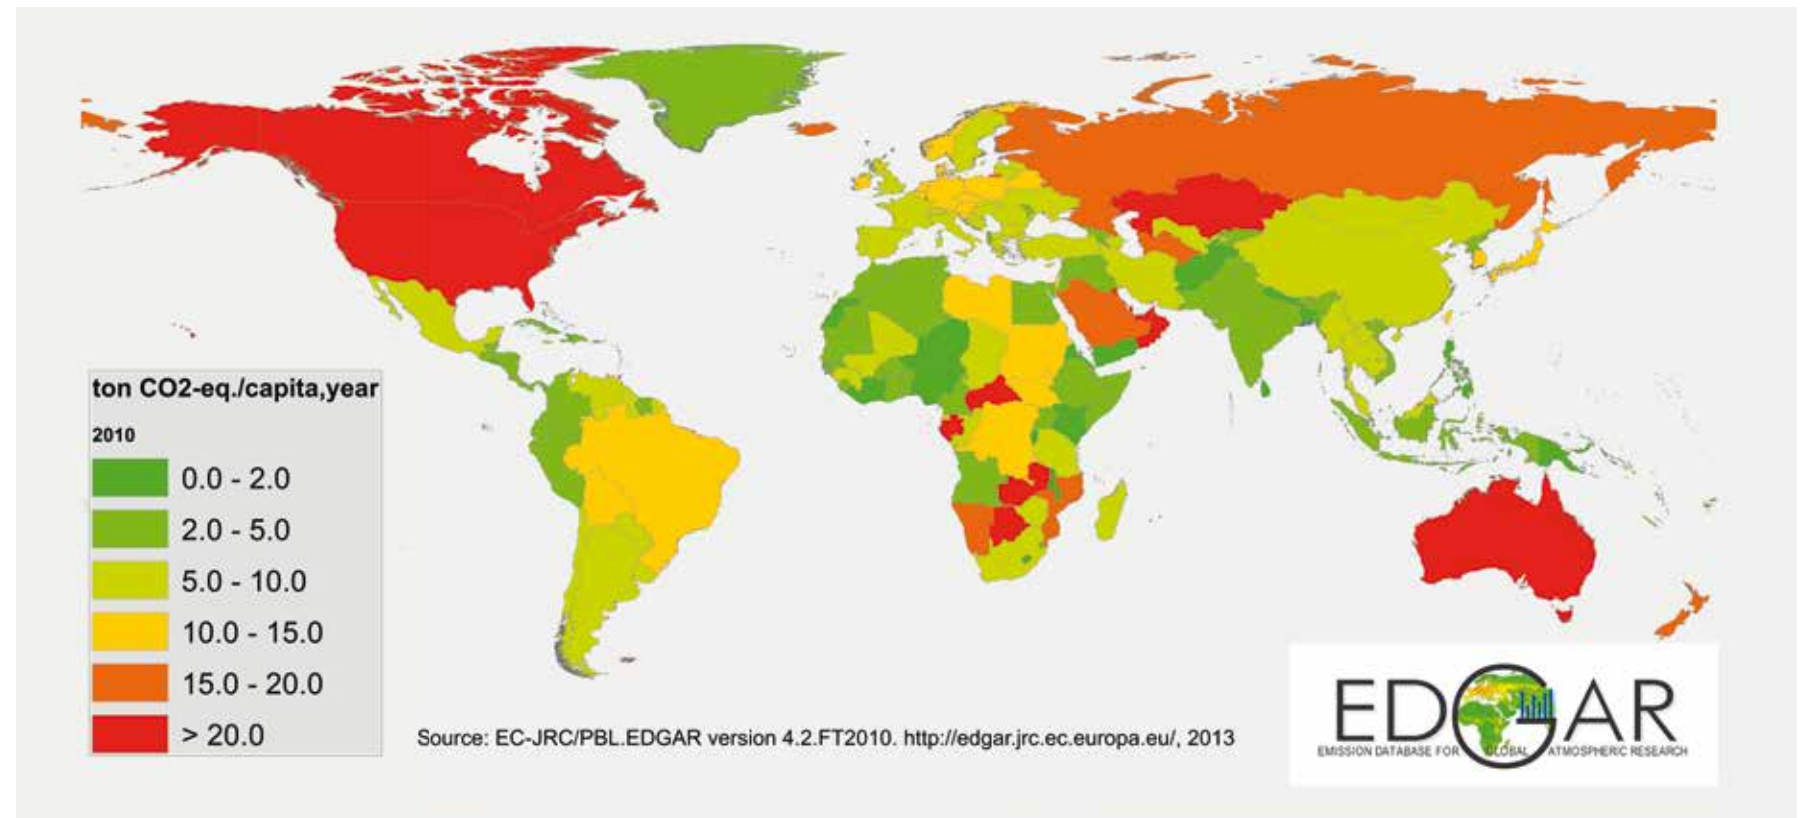 ton CO2-eq./capita,year
2010
0.0 - 2.0
2.0 - 5.0
5.0 - 10.0
10.0 - 15.0
15.0 - 20.0
> 20.0
Source: EC-JRC/PBL.EDGAR version 4.2.FT2010. http://edgar.jrc.ec.europa.eu/, 2013
EDGAR
EMISSION DATABASE FOR GLOBAL ATMOSPHERIC RESEARCH